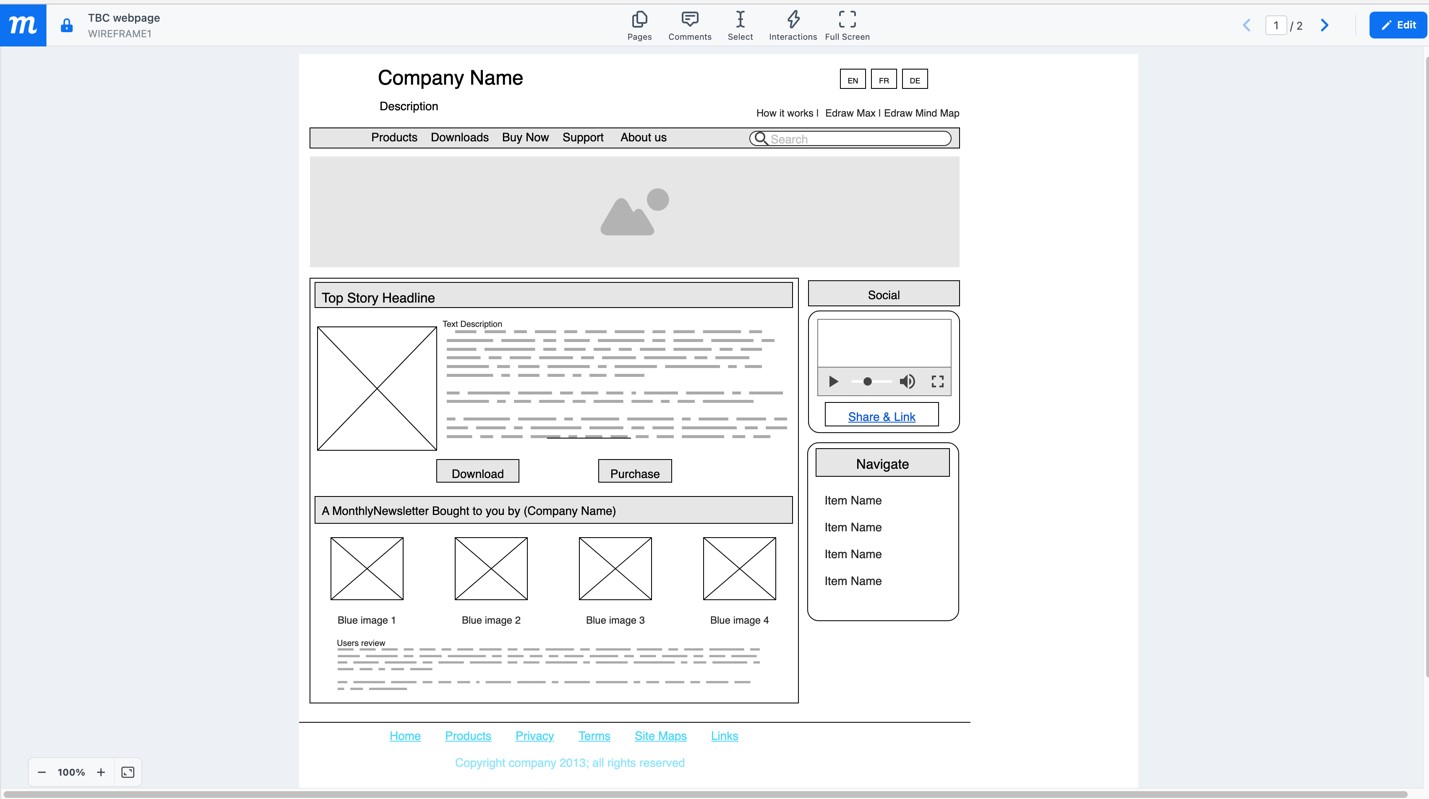 m
TBC webpage
WIREFRAME1
Pages Comments Select Interactions Full Screen
1 / 2
Edit
Company Name
EN FR DE
Description
How it works | Edraw Max | Edraw Mind Map
Products Downloads Buy Now Support About us
Search
Top Story Headline
Social
Text Description
Share & Link
Download Purchase
Navigate
A MonthlyNewsletter Bought to you by (Company Name)
Item Name
Item Name
Item Name
Item Name
Blue image 1 Blue image 2 Blue image 3 Blue image 4
Users review
Home Products Privacy Terms Site Maps Links
Copyright company 2013; all rights reserved
100%